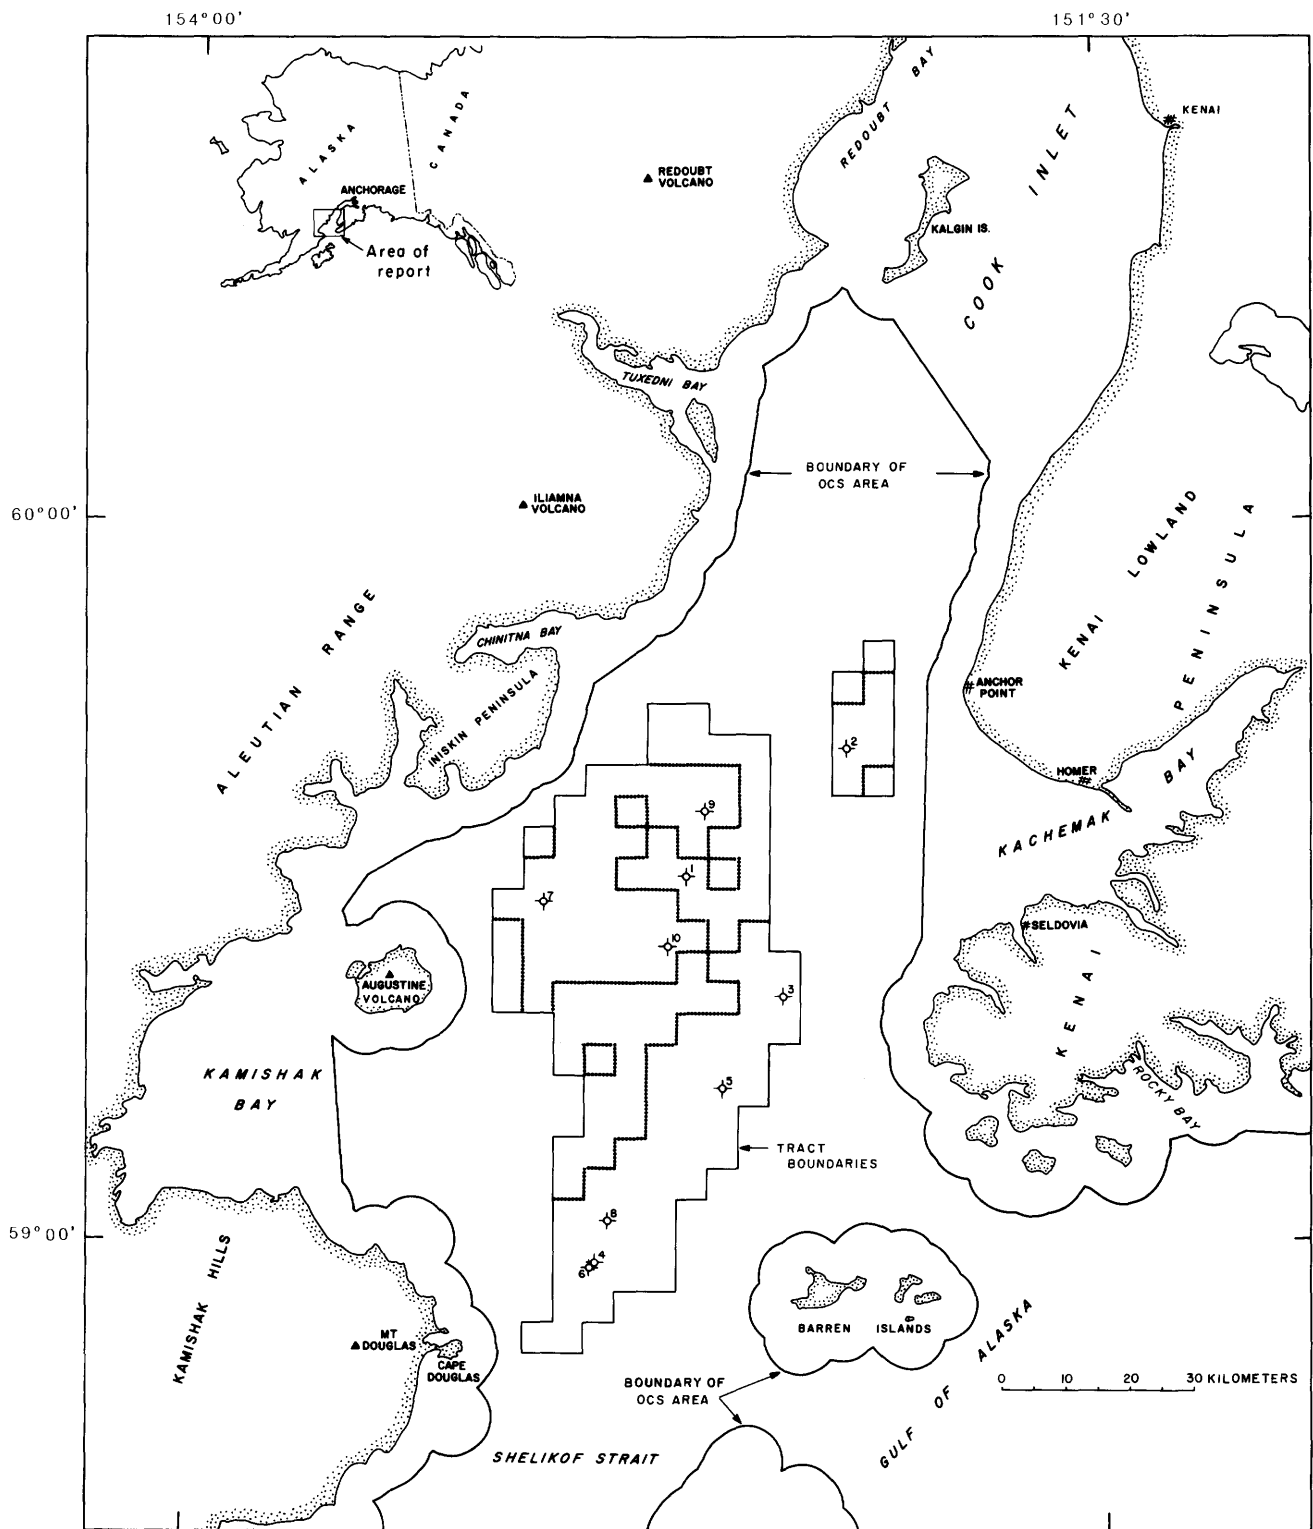 154°00'
151°30'
ALASKA
CANADA
ANCHORAGE
Area of
report
REDOUBT
VOLCANO
REDOUBT BAY
KENAI
KALGIN IS.
COOK INLET
TUXEDNI BAY
BOUNDARY OF
OCS AREA
ILIAMNA
VOLCANO
60°00'
ALEUTIAN RANGE
CHINITNA BAY
INISKIN PENINSULA
KENAI LOWLAND
KENAI PENINSULA
ANCHOR
POINT
HOMER
KACHEMAK BAY
2
9
1
7
10
3
5
8
4
6
SELDOVIA
AUGUSTINE
VOLCANO
KAMISHAK
BAY
ROCKY BAY
TRACT
BOUNDARIES
59°00'
KAMISHAK HILLS
MT
DOUGLAS
CAPE
DOUGLAS
BARREN ISLANDS
BOUNDARY OF
OCS AREA
GULF OF ALASKA
0 10 20 30 KILOMETERS
SHELIKOF STRAIT